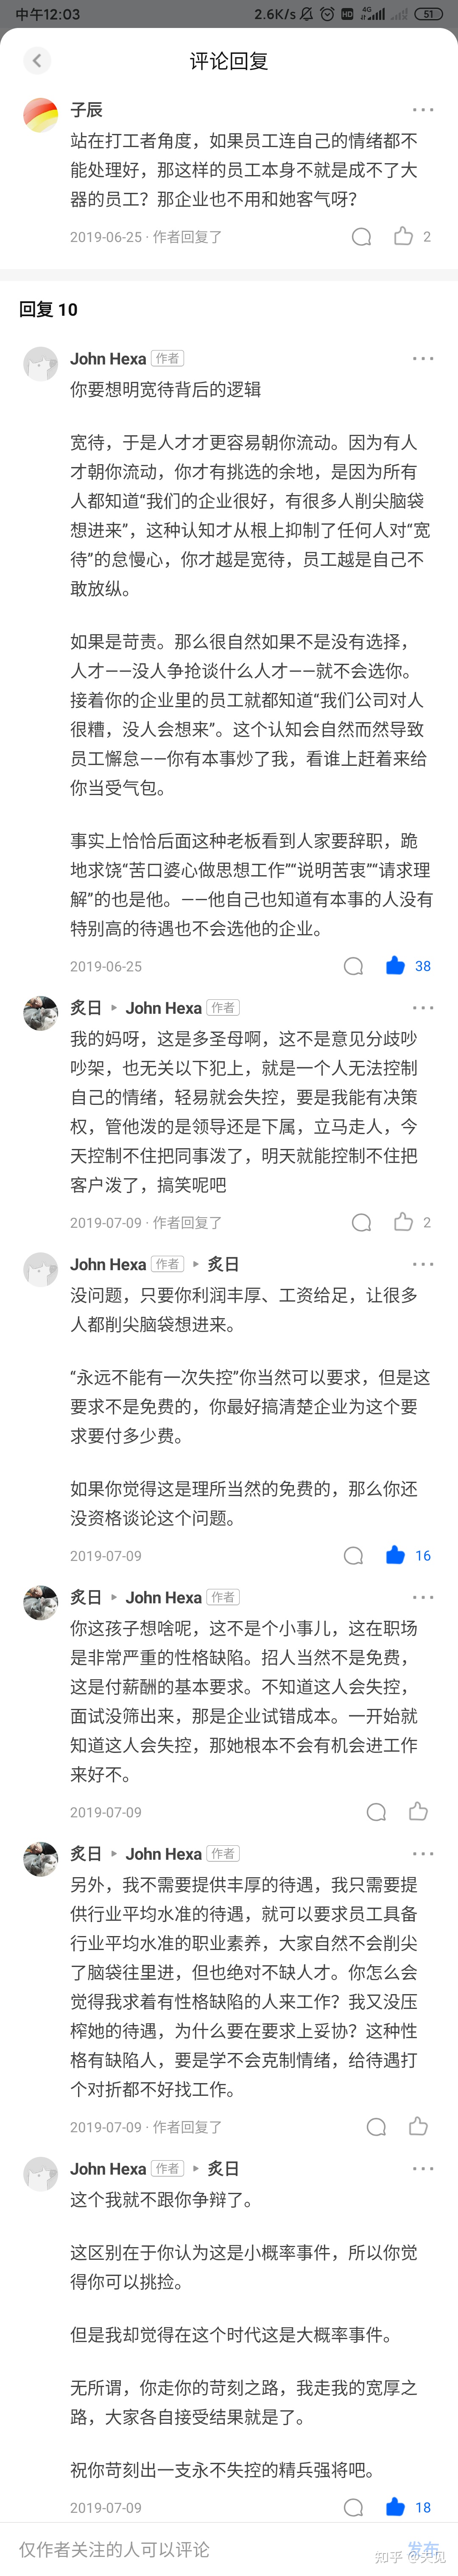 中午12:03
2.6K/s
HD
4G
51
评论回复
子辰
站在打工者角度，如果员工连自己的情绪都不
能处理好，那这样的员工本身不就是成不了大
器的员工？那企业也不用和她客气呀？
2019-06-25 · 作者回复了
2
回复 10
John Hexa 作者
你要想明宽待背后的逻辑
宽待，于是人才才更容易朝你流动。因为有人
才朝你流动，你才有挑选的余地，是因为所有
人都知道“我们的企业很好，有很多人削尖脑袋
想进来”，这种认知才从根上抑制了任何人对“宽
待”的怠慢心，你才越是宽待，员工越是自己不
敢放纵。
如果是苛责。那么很自然如果不是没有选择，
人才——没人争抢谈什么人才——就不会选你。
接着你的企业里的员工就都知道“我们公司对人
很糟，没人会想来”。这个认知会自然而然导致
员工懈怠——你有本事炒了我，看谁上赶着来给
你当受气包。
事实上恰恰后面这种老板看到人家要辞职，跪
地求饶“苦口婆心做思想工作”“说明苦衷”“请求理
解”的也是他。——他自己也知道有本事的人没有
特别高的待遇也不会选他的企业。
2019-06-25
38
炙日 ▸ John Hexa 作者
我的妈呀，这是多圣母啊，这不是意见分歧吵
吵架，也无关以下犯上，就是一个人无法控制
自己的情绪，轻易就会失控，要是我能有决策
权，管他泼的是领导还是下属，立马走人，今
天控制不住把同事泼了，明天就能控制不住把
客户泼了，搞笑呢吧
2019-07-09 · 作者回复了
2
John Hexa 作者 ▸ 炙日
没问题，只要你利润丰厚、工资给足，让很多
人都削尖脑袋想进来。
“永远不能有一次失控”你当然可以要求，但是这
要求不是免费的，你最好搞清楚企业为这个要
求要付多少费。
如果你觉得这是理所当然的免费的，那么你还
没资格谈论这个问题。
2019-07-09
16
炙日 ▸ John Hexa 作者
你这孩子想啥呢，这不是个小事儿，这在职场
是非常严重的性格缺陷。招人当然不是免费，
这是付薪酬的基本要求。不知道这人会失控，
面试没筛出来，那是企业试错成本。一开始就
知道这人会失控，那她根本不会有机会进工作
来好不。
2019-07-09
炙日 ▸ John Hexa 作者
另外，我不需要提供丰厚的待遇，我只需要提
供行业平均水准的待遇，就可以要求员工具备
行业平均水准的职业素养，大家自然不会削尖
了脑袋往里进，但也绝对不缺人才。你怎么会
觉得我求着有性格缺陷的人来工作？我又没压
榨她的待遇，为什么要在要求上妥协？这种性
格有缺陷人，要是学不会克制情绪，给待遇打
个对折都不好找工作。
2019-07-09 · 作者回复了
John Hexa 作者 ▸ 炙日
这个我就不跟你争辩了。
这区别在于你认为这是小概率事件，所以你觉
得你可以挑捡。
但是我却觉得在这个时代这是大概率事件。
无所谓，你走你的苛刻之路，我走我的宽厚之
路，大家各自接受结果就是了。
祝你苛刻出一支永不失控的精兵强将吧。
2019-07-09
18
仅作者关注的人可以评论
发布
知乎